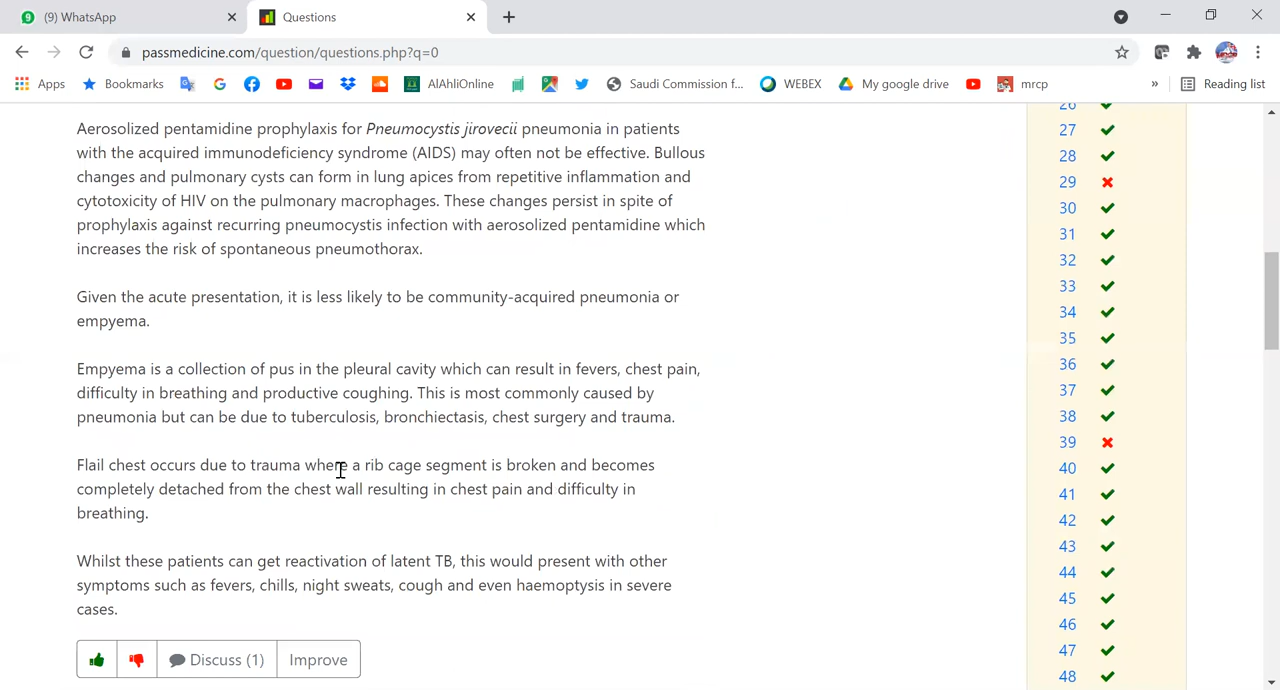 (9) WhatsApp
Questions
passmedicine.com/question/questions.php?q=0
Apps
Bookmarks
AlAhliOnline
Saudi Commission f...
WEBEX
My google drive
mrcp
»
Reading list
Aerosolized pentamidine prophylaxis for Pneumocystis jirovecii pneumonia in patients
with the acquired immunodeficiency syndrome (AIDS) may often not be effective. Bullous
changes and pulmonary cysts can form in lung apices from repetitive inflammation and
cytotoxicity of HIV on the pulmonary macrophages. These changes persist in spite of
prophylaxis against recurring pneumocystis infection with aerosolized pentamidine which
increases the risk of spontaneous pneumothorax.
Given the acute presentation, it is less likely to be community-acquired pneumonia or
empyema.
Empyema is a collection of pus in the pleural cavity which can result in fevers, chest pain,
difficulty in breathing and productive coughing. This is most commonly caused by
pneumonia but can be due to tuberculosis, bronchiectasis, chest surgery and trauma.
Flail chest occurs due to trauma where a rib cage segment is broken and becomes
completely detached from the chest wall resulting in chest pain and difficulty in
breathing.
Whilst these patients can get reactivation of latent TB, this would present with other
symptoms such as fevers, chills, night sweats, cough and even haemoptysis in severe
cases.
Discuss (1)
Improve
26
27
28
29
30
31
32
33
34
35
36
37
38
39
40
41
42
43
44
45
46
47
48